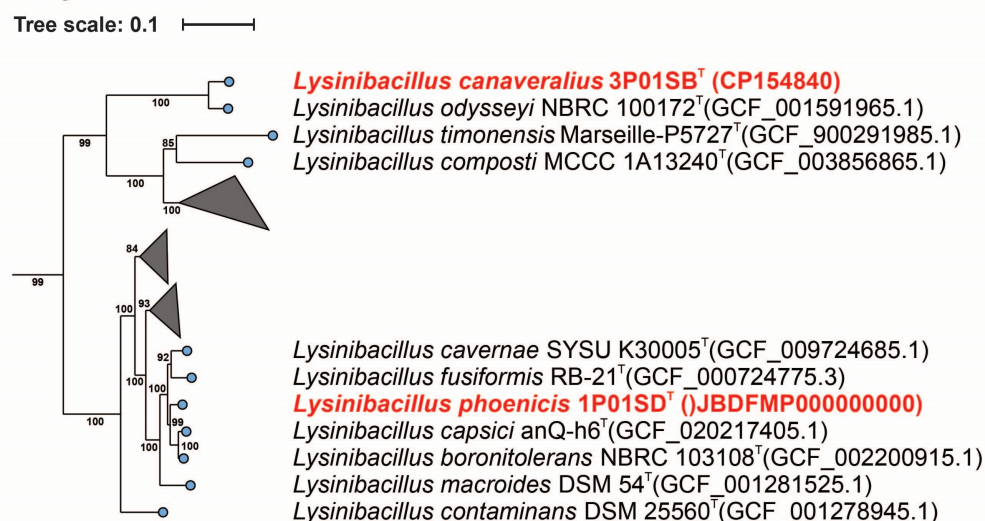 Tree scale: 0.1
Lysinibacillus canaveralius 3P01SBT (CP154840)
100
Lysinibacillus odysseyi NBRC 100172T(GCF_001591965.1)
Lysinibacillus timonensis Marseille-P5727T(GCF_900291985.1)
99
85
Lysinibacillus composti MCCC 1A13240T(GCF_003856865.1)
100
100
84
99
93
100
Lysinibacillus cavernae SYSU K30005T(GCF_009724685.1)
92
Lysinibacillus fusiformis RB-21T(GCF_000724775.3)
100
100
Lysinibacillus phoenicis 1P01SDT ()JBDFMP000000000)
100
99
Lysinibacillus capsici anQ-h6T(GCF_020217405.1)
100
100
Lysinibacillus boronitolerans NBRC 103108T(GCF_002200915.1)
Lysinibacillus macroides DSM 54T(GCF_001281525.1)
Lysinibacillus contaminans DSM 25560T(GCF_001278945.1)